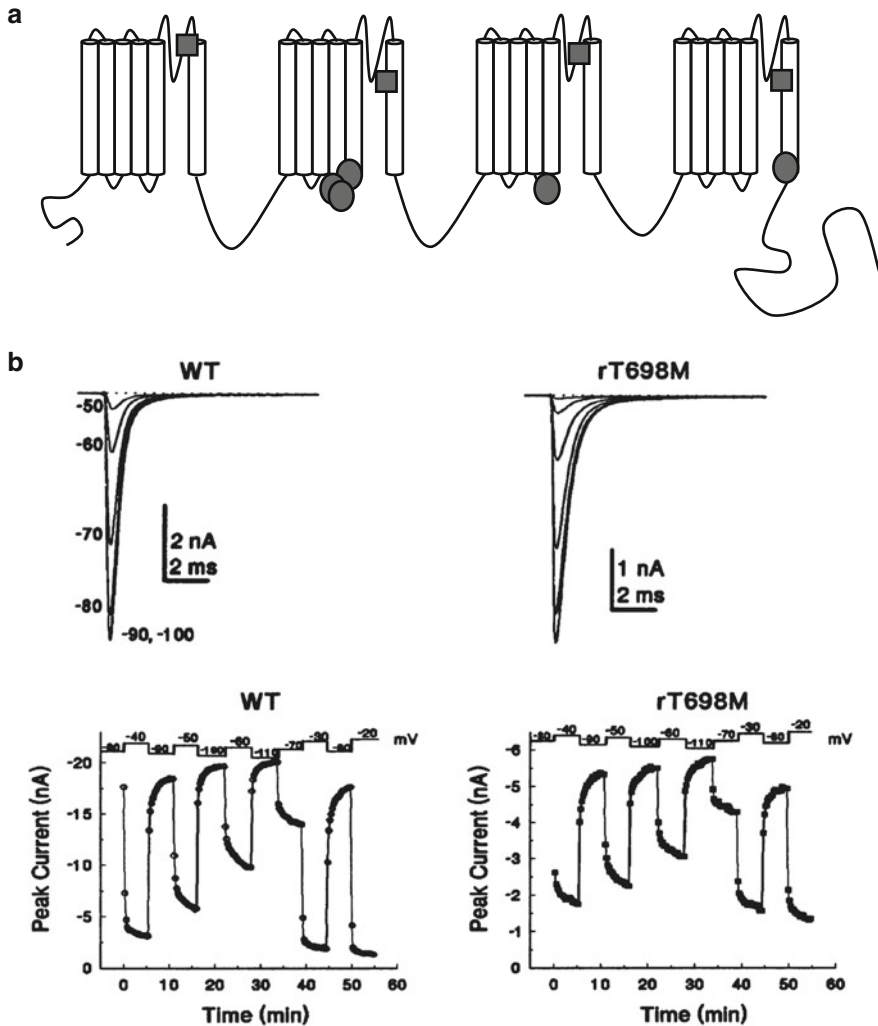 a
b
WT
rT698M
-50
-60
-70
-80
-90, -100
2 nA
2 ms
1 nA
2 ms
WT
rT698M
-80 -40 -90 -50 -100 -60 -110 -70 -30 -80 -20 mV
-80 -40 -90 -50 -100 -60 -110 -70 -30 -60 -20 mV
Peak Current (nA)
-20
-15
-10
-5
0
0 10 20 30 40 50 60
Time (min)
Peak Current (nA)
-6
-5
-4
-3
-2
-1
0
0 10 20 30 40 50 60
Time (min)